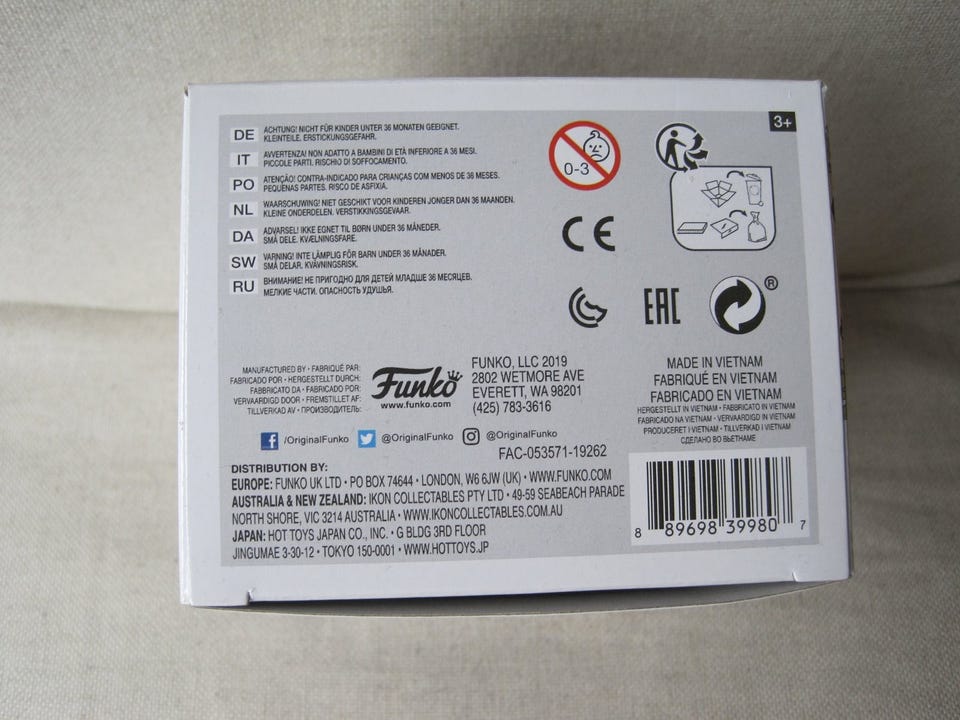 3+
DE ACHTUNG! NICHT FÜR KINDER UNTER 36 MONATEN GEEIGNET.
KLEINTEILE. ERSTICKUNGSGEFAHR.
IT AVVERTENZA! NON ADATTO A BAMBINI DI ETÀ INFERIORE A 36 MESI.
PICCOLE PARTI. RISCHIO DI SOFFOCAMENTO.
PO ATENÇÃO! CONTRA-INDICADO PARA CRIANÇAS COM MENOS DE 36 MESES.
PEQUENAS PARTES. RISCO DE ASFIXIA.
NL WAARSCHUWING! NIET GESCHIKT VOOR KINDEREN JONGER DAN 36 MAANDEN.
KLEINE ONDERDELEN. VERSTIKKINGSGEVAAR.
DA ADVARSEL! IKKE EGNET TIL BØRN UNDER 36 MÅNEDER.
SMÅ DELE. KVÆLNINGSFARE.
SW VARNING! INTE LÄMPLIG FÖR BARN UNDER 36 MÅNADER.
SMÅ DELAR. KVÄVNINGSRISK.
RU ВНИМАНИЕ! НЕ ПРИГОДНО ДЛЯ ДЕТЕЙ МЛАДШЕ 36 МЕСЯЦЕВ.
МЕЛКИЕ ЧАСТИ. ОПАСНОСТЬ УДУШЬЯ.
0-3
CE
EAC
®
MANUFACTURED BY • FABRIQUÉ PAR:
FABRICADO POR • HERGESTELLT DURCH:
FABBRICATO DA • FABRICADO POR:
VERVAARDIGD DOOR • FREMSTILLET AF:
TILLVERKAD AV • ПРОИЗВОДИТЕЛЬ:
Funko
www.funko.com
FUNKO, LLC 2019
2802 WETMORE AVE
EVERETT, WA 98201
(425) 783-3616
/OriginalFunko @OriginalFunko @OriginalFunko
FAC-053571-19262
MADE IN VIETNAM
FABRIQUÉ EN VIETNAM
FABRICADO EN VIETNAM
HERGESTELLT IN VIETNAM • FABBRICATO IN VIETNAM
FABRICADO NA VIETNAM • VERVAARDIGD IN VIETNAM
PRODUCERET I VIETNAM • TILLVERKAD I VIETNAM
СДЕЛАНО ВО ВЬЕТНАМЕ
DISTRIBUTION BY:
EUROPE: FUNKO UK LTD • PO BOX 74644 • LONDON, W6 6JW (UK) • WWW.FUNKO.COM
AUSTRALIA & NEW ZEALAND: IKON COLLECTABLES PTY LTD • 49-59 SEABEACH PARADE
NORTH SHORE, VIC 3214 AUSTRALIA • WWW.IKONCOLLECTABLES.COM.AU
JAPAN: HOT TOYS JAPAN CO., INC. • G BLDG 3RD FLOOR
JINGUMAE 3-30-12 • TOKYO 150-0001 • WWW.HOTTOYS.JP
8 89698 39980 7